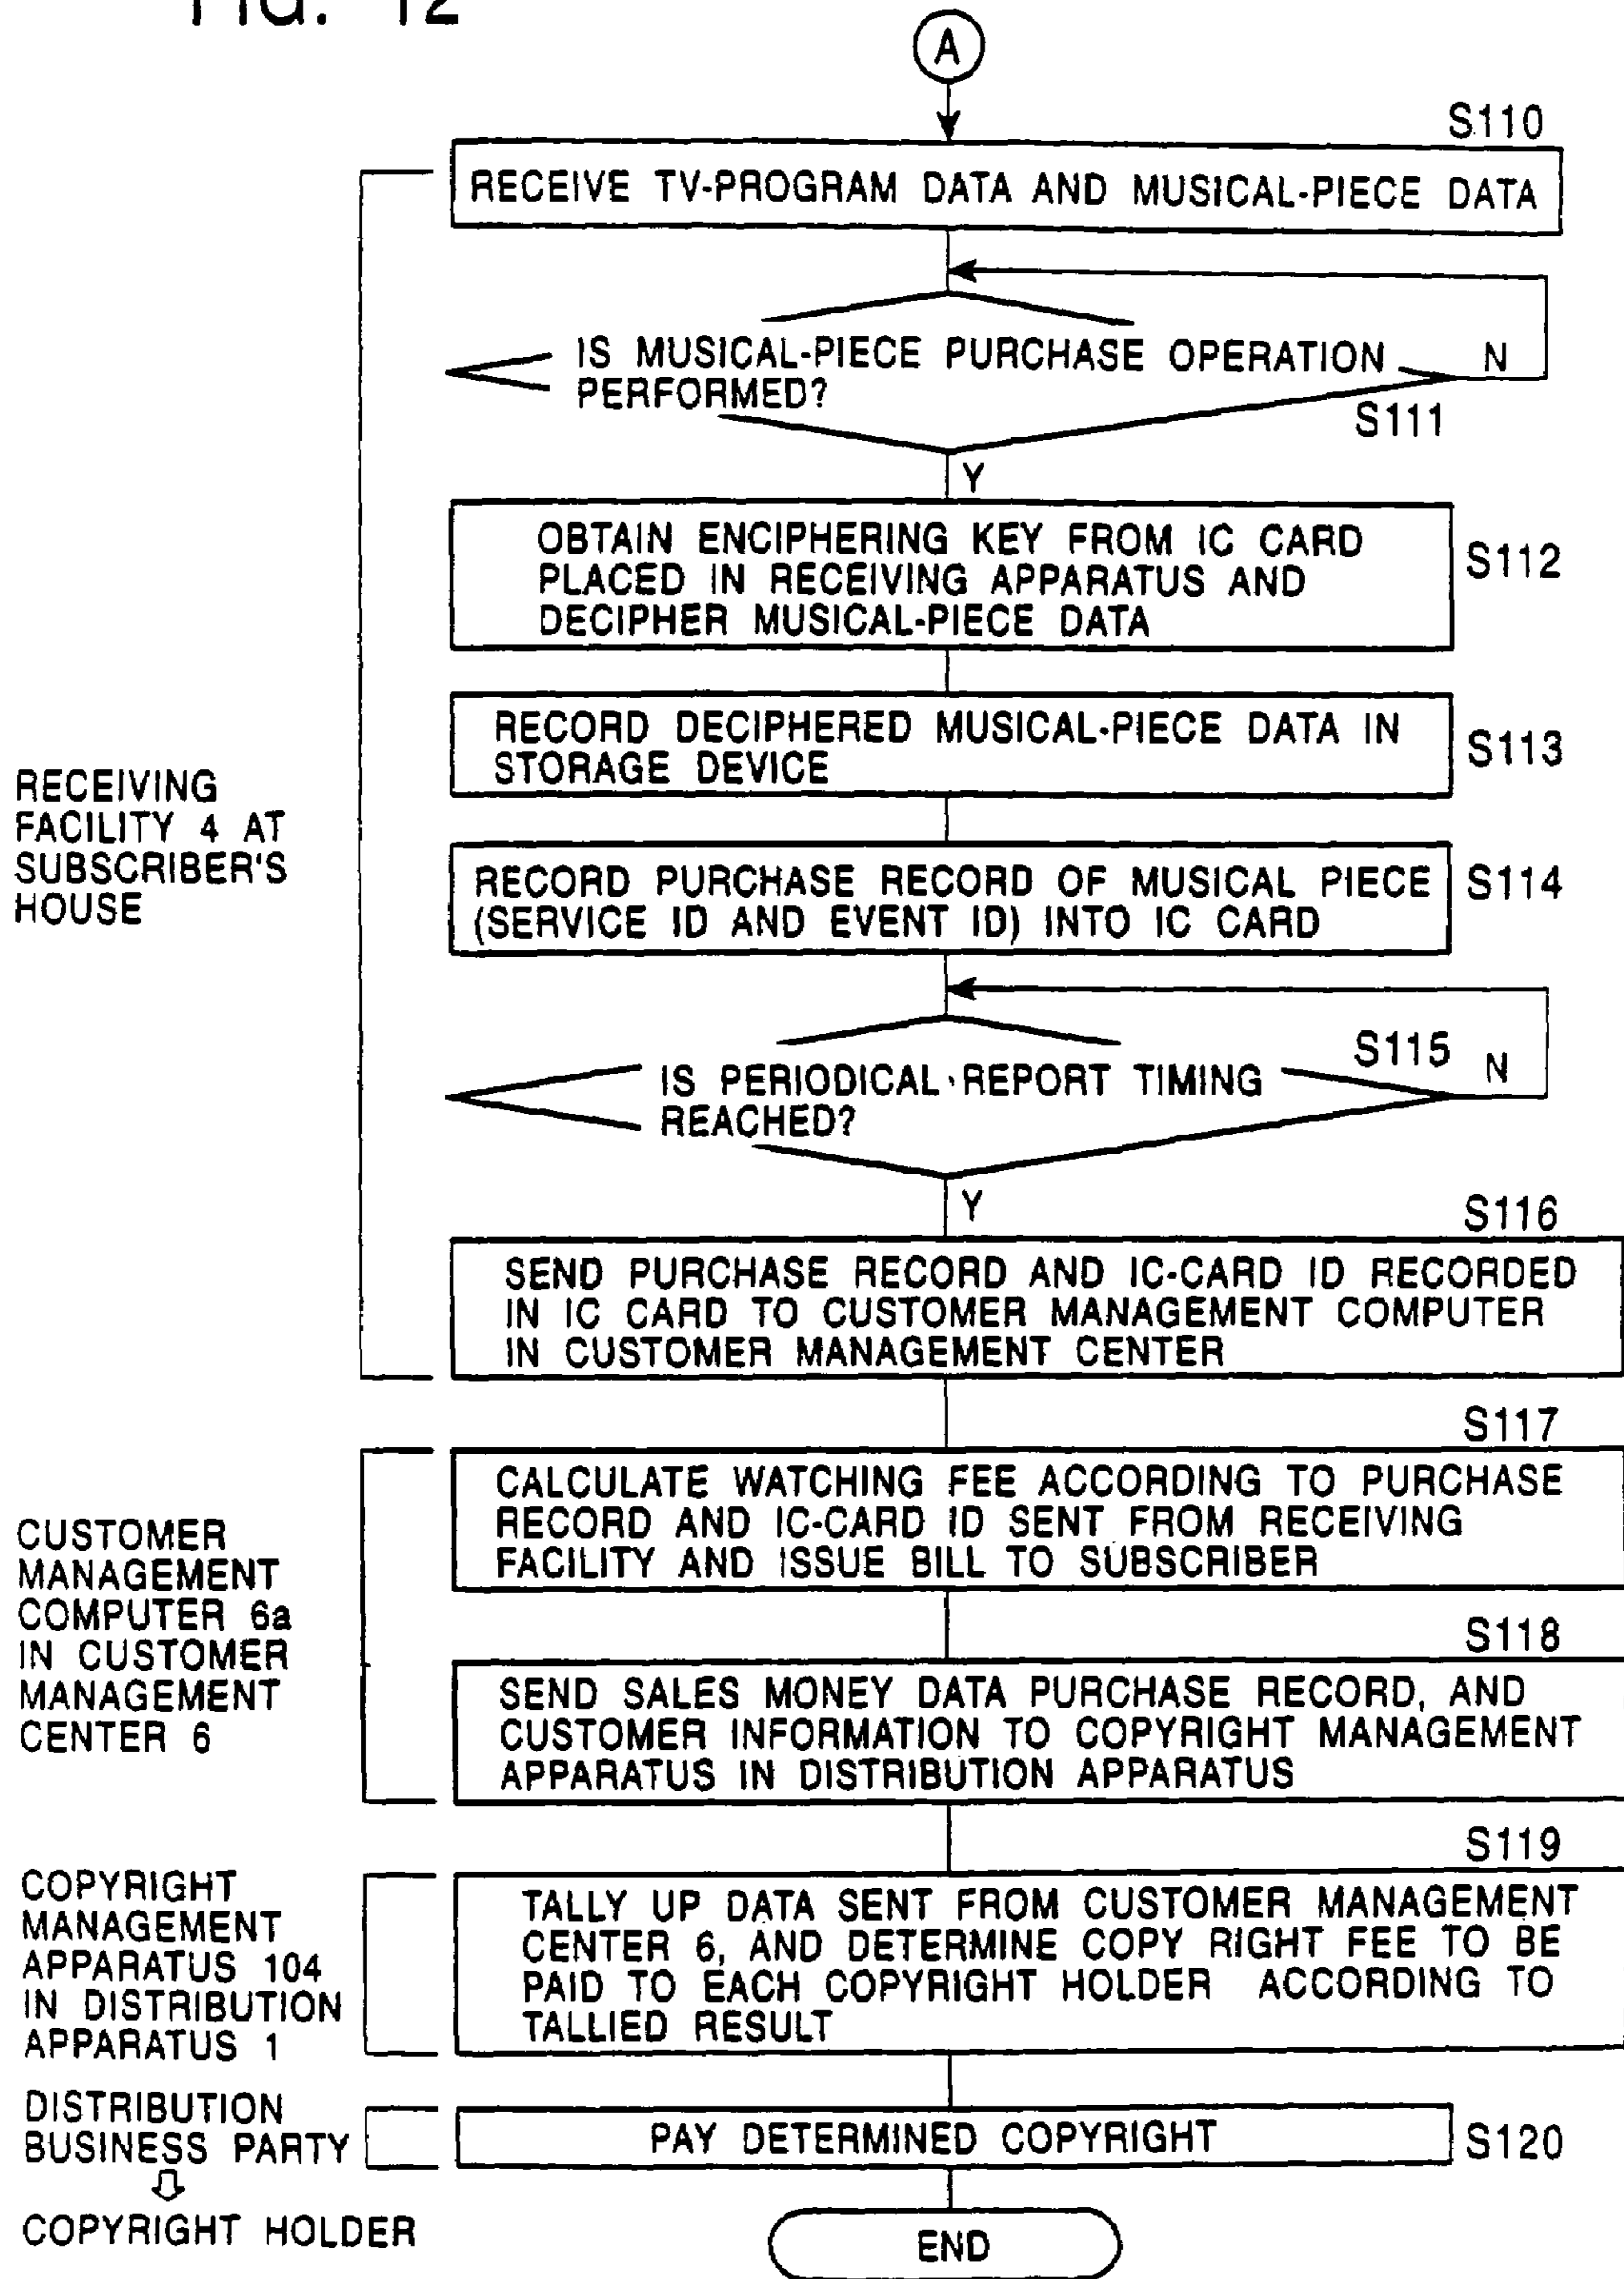 FIG. 12
A
S110
RECEIVE TV-PROGRAM DATA AND MUSICAL-PIECE DATA
IS MUSICAL-PIECE PURCHASE OPERATION
PERFORMED?
N
S111
Y
OBTAIN ENCIPHERING KEY FROM IC CARD
PLACED IN RECEIVING APPARATUS AND
DECIPHER MUSICAL-PIECE DATA
S112
RECORD DECIPHERED MUSICAL-PIECE DATA IN
STORAGE DEVICE
S113
RECEIVING
FACILITY 4 AT
SUBSCRIBER'S
HOUSE
RECORD PURCHASE RECORD OF MUSICAL PIECE
(SERVICE ID AND EVENT ID) INTO IC CARD
S114
S115
IS PERIODICAL REPORT TIMING
REACHED?
N
Y
S116
SEND PURCHASE RECORD AND IC-CARD ID RECORDED
IN IC CARD TO CUSTOMER MANAGEMENT COMPUTER
IN CUSTOMER MANAGEMENT CENTER
S117
CALCULATE WATCHING FEE ACCORDING TO PURCHASE
RECORD AND IC-CARD ID SENT FROM RECEIVING
FACILITY AND ISSUE BILL TO SUBSCRIBER
CUSTOMER
MANAGEMENT
COMPUTER 6a
IN CUSTOMER
MANAGEMENT
CENTER 6
S118
SEND SALES MONEY DATA PURCHASE RECORD, AND
CUSTOMER INFORMATION TO COPYRIGHT MANAGEMENT
APPARATUS IN DISTRIBUTION APPARATUS
S119
COPYRIGHT
MANAGEMENT
APPARATUS 104
IN DISTRIBUTION
APPARATUS 1
TALLY UP DATA SENT FROM CUSTOMER MANAGEMENT
CENTER 6, AND DETERMINE COPY RIGHT FEE TO BE
PAID TO EACH COPYRIGHT HOLDER ACCORDING TO
TALLIED RESULT
DISTRIBUTION
BUSINESS PARTY
COPYRIGHT HOLDER
PAY DETERMINED COPYRIGHT
S120
END